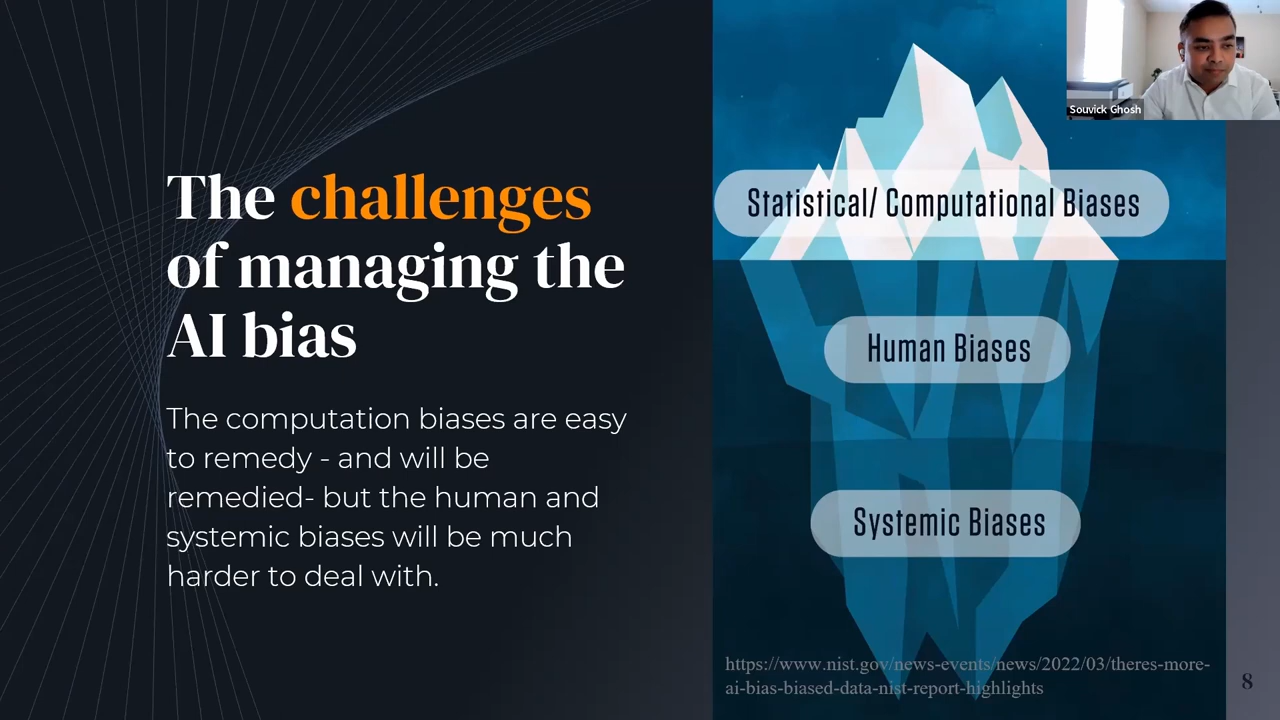 The challenges
of managing the
AI bias
The computation biases are easy
to remedy - and will be
remedied- but the human and
systemic biases will be much
harder to deal with.
Statistical/ Computational Biases
Human Biases
Systemic Biases
https://www.nist.gov/news-events/news/2022/03/theres-more-
ai-bias-biased-data-nist-report-highlights
Souvick Ghosh
8